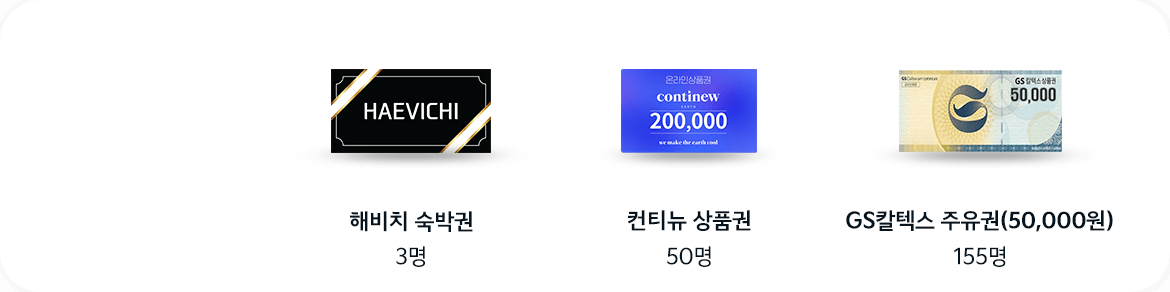 HAEVICHI
온라인상품권
continew
EARTH
200,000
we make the earth cool
GS칼텍스상품권
50,000
해비치 숙박권
3명
컨티뉴 상품권
50명
GS칼텍스 주유권(50,000원)
155명